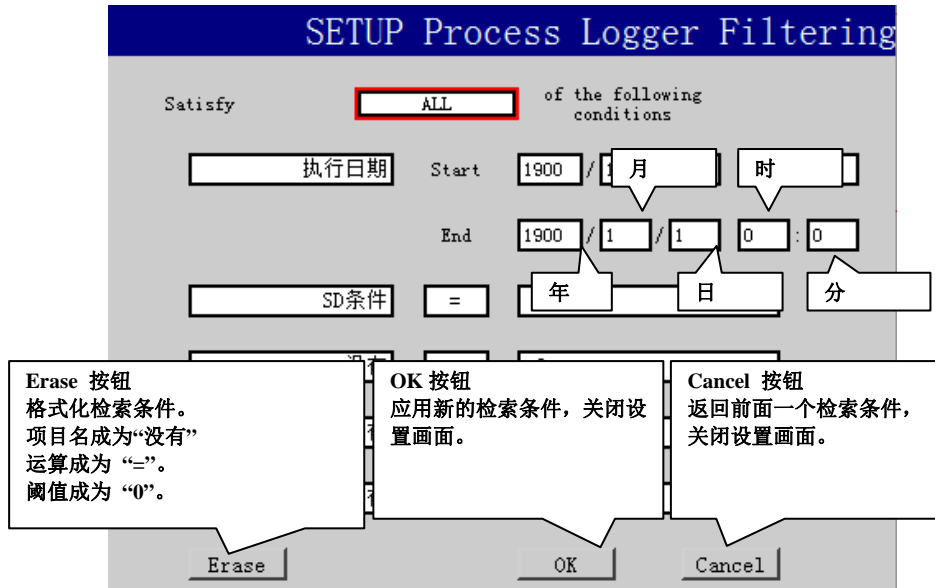 SETUP Process Logger Filtering
Satisfy ALL of the following conditions
执行日期 Start 1900 / 月 时
End 1900 / 1 / 1 0 : 0
年 日 分
SD条件 =
Erase 按钮
格式化检索条件。
项目名成为“没有”
运算成为 “=”。
阈值成为 “0”。
OK 按钮
应用新的检索条件，关闭设
置画面。
Cancel 按钮
返回前面一个检索条件，
关闭设置画面。
Erase OK Cancel